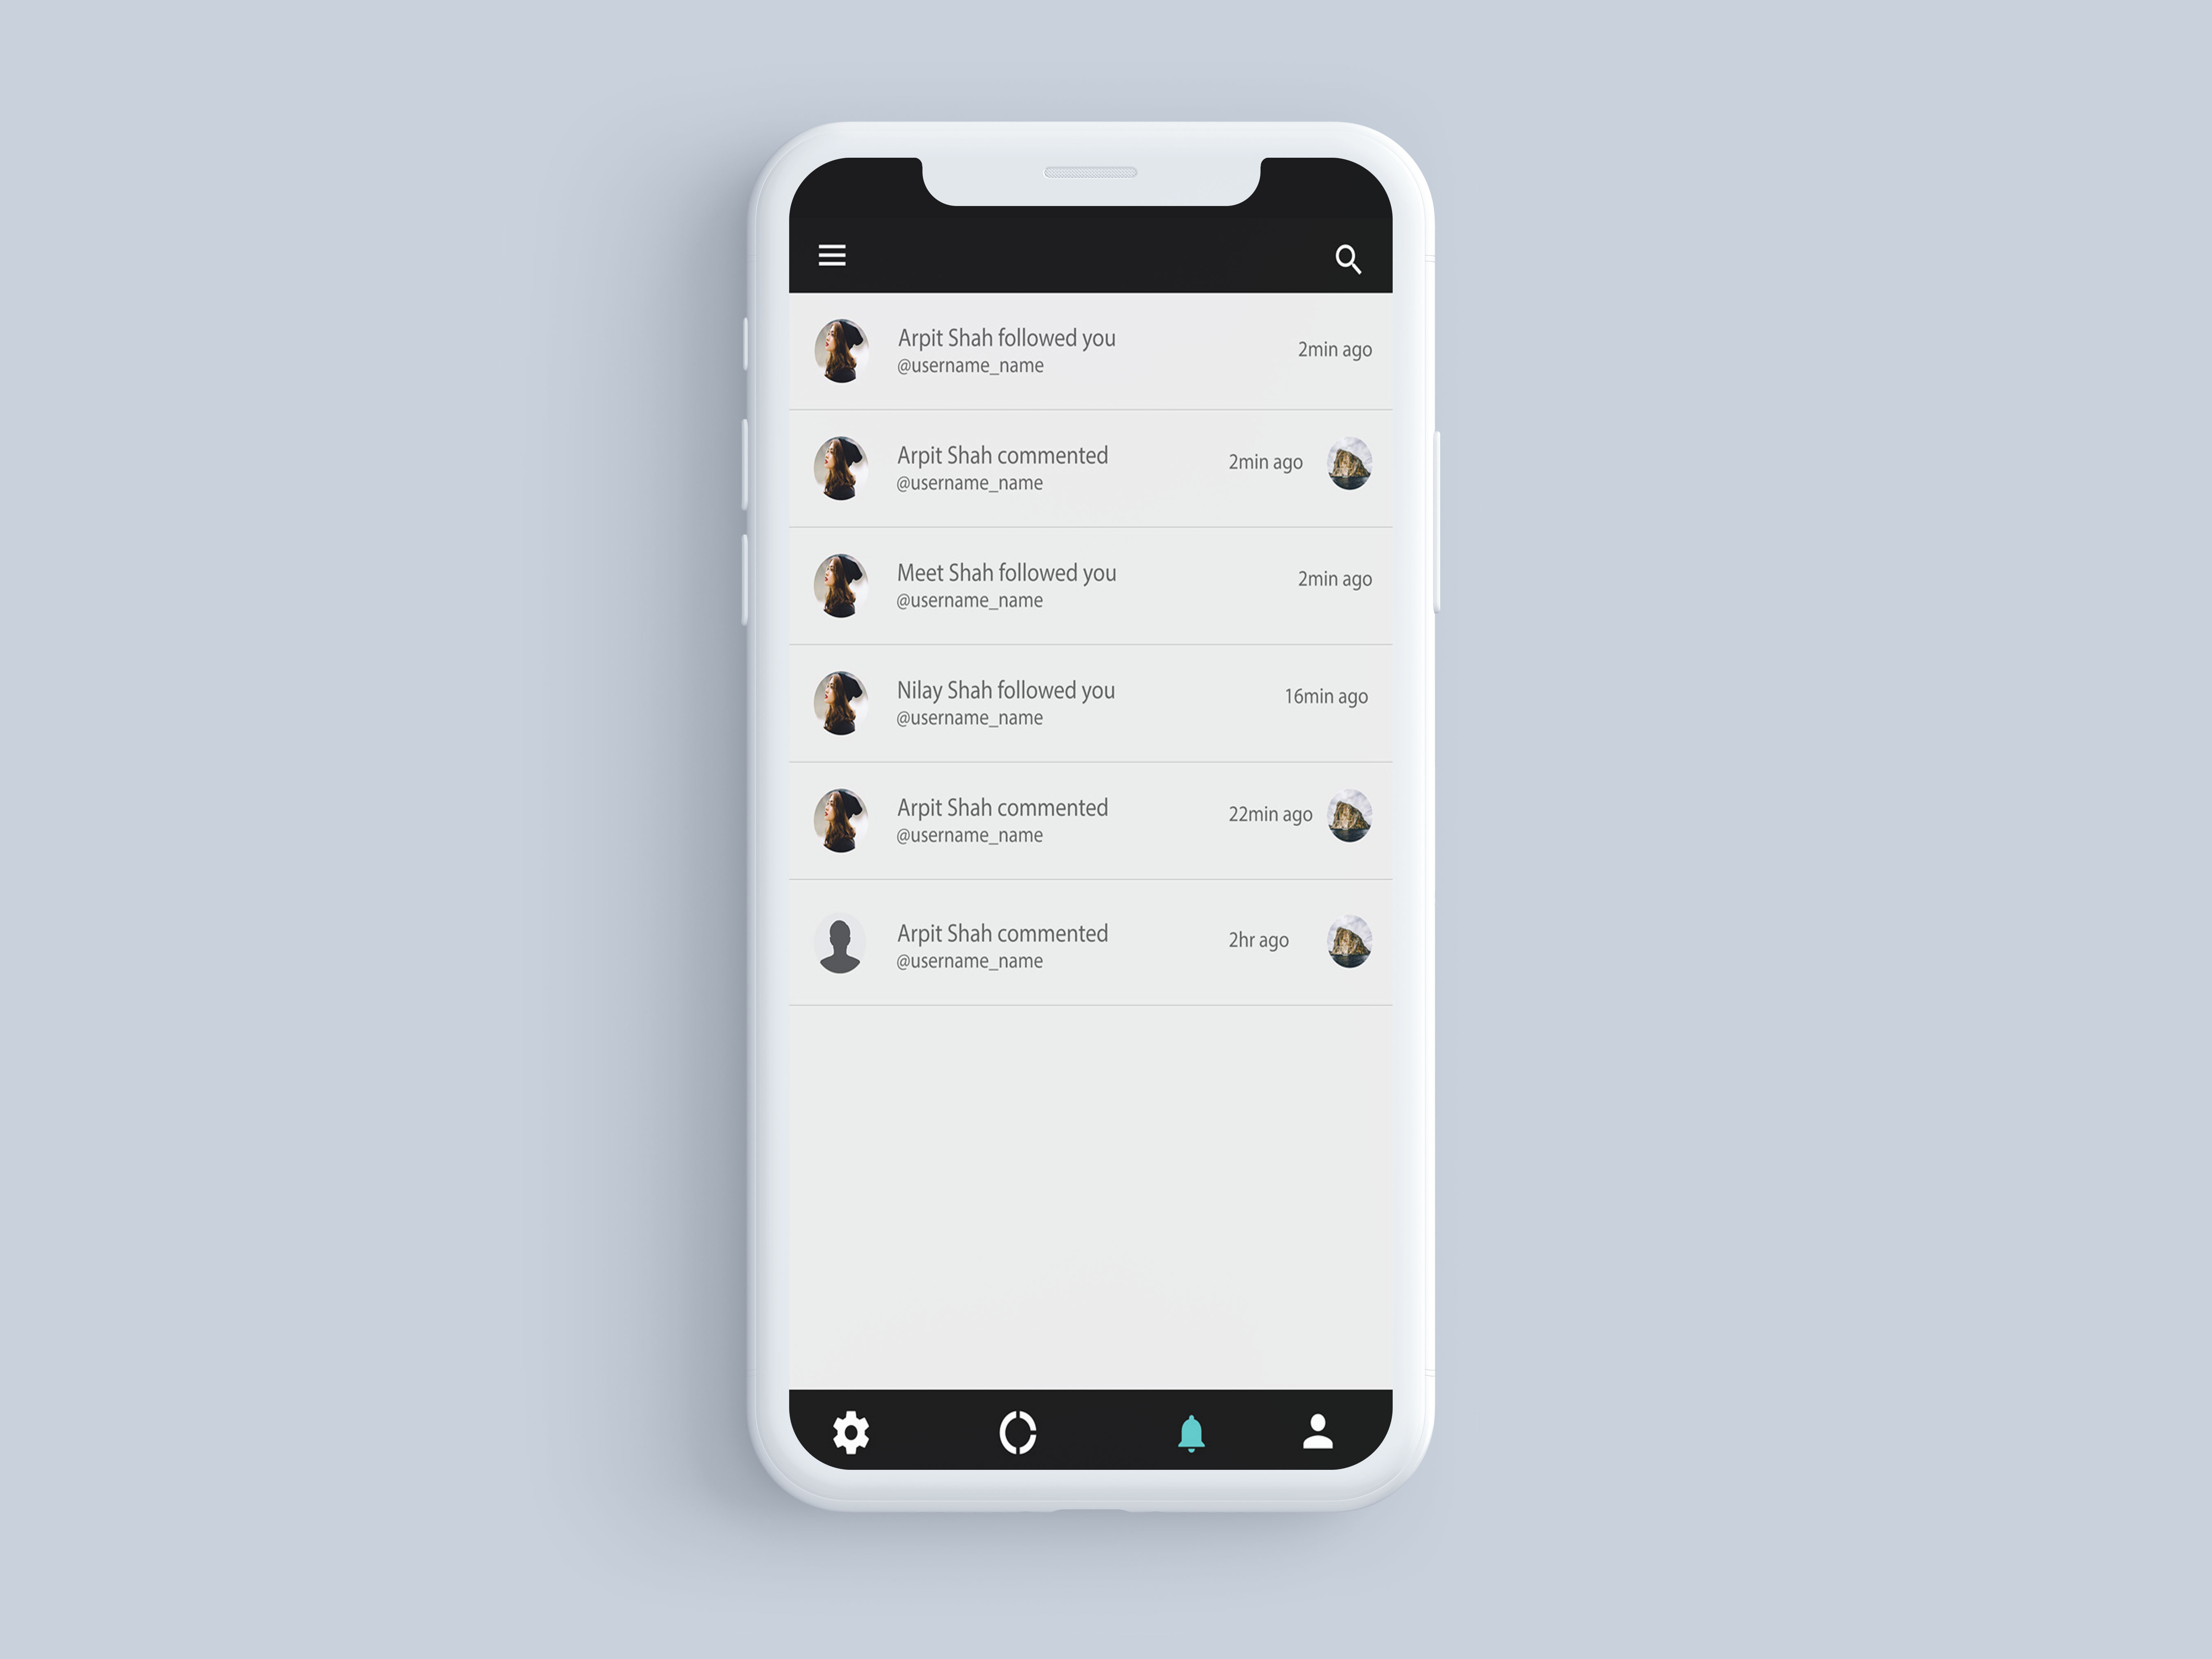 Arpit Shah followed you
@username_name
2min ago
Arpit Shah commented
@username_name
2min ago
Meet Shah followed you
@username_name
2min ago
Nilay Shah followed you
@username_name
16min ago
Arpit Shah commented
@username_name
22min ago
Arpit Shah commented
@username_name
2hr ago